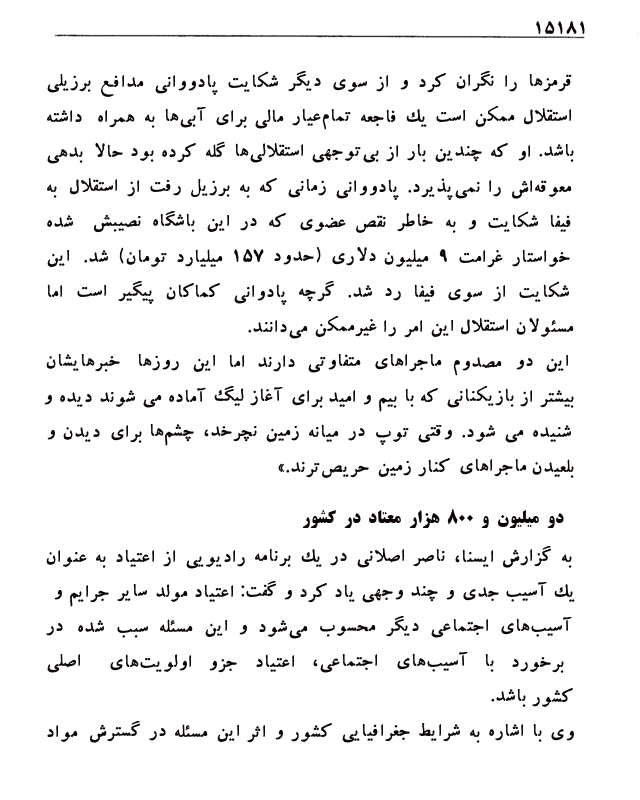 ۱۵۱۸۱
قرمزها را نگران کرد و از سوی دیگر شکایت پادووانی مدافع برزیلی
استقلال ممکن است یك فاجعه تمام‌عیار مالی برای آبی‌ها به همراه داشته
باشد. او که چندین بار از بی‌توجهی استقلالی‌ها گله کرده بود حالا بدهی
معوقه‌اش را نمی‌پذیرد. پادووانی زمانی که به برزیل رفت از استقلال به
فیفا شکایت و به خاطر نقص عضوی که در این باشگاه نصیبش شده
خواستار غرامت ۹ میلیون دلاری (حدود ۱۵۷ میلیارد تومان) شد. این
شکایت از سوی فیفا رد شد. گرچه پادوانی کماکان پیگیر است اما
مسئولان استقلال این امر را غیرممکن می‌دانند.
این دو مصدوم ماجراهای متفاوتی دارند اما این روزها خبرهایشان
بیشتر از بازیکنانی که با بیم و امید برای آغاز لیگ آماده می شوند دیده و
شنیده می شود. وقتی توپ در میانه زمین نچرخد، چشم‌ها برای دیدن و
بلعیدن ماجراهای کنار زمین حریص‌ترند.»
دو میلیون و ۸۰۰ هزار معتاد در کشور
به گزارش ایسنا، ناصر اصلانی در یك برنامه رادیویی از اعتیاد به عنوان
یك آسیب جدی و چند وجهی یاد کرد و گفت: اعتیاد مولد سایر جرایم و
آسیب‌های اجتماعی دیگر محسوب می‌شود و این مسئله سبب شده در
برخورد با آسیب‌های اجتماعی، اعتیاد جزو اولویت‌های اصلی
کشور باشد.
وی با اشاره به شرایط جغرافیایی کشور و اثر این مسئله در گسترش مواد